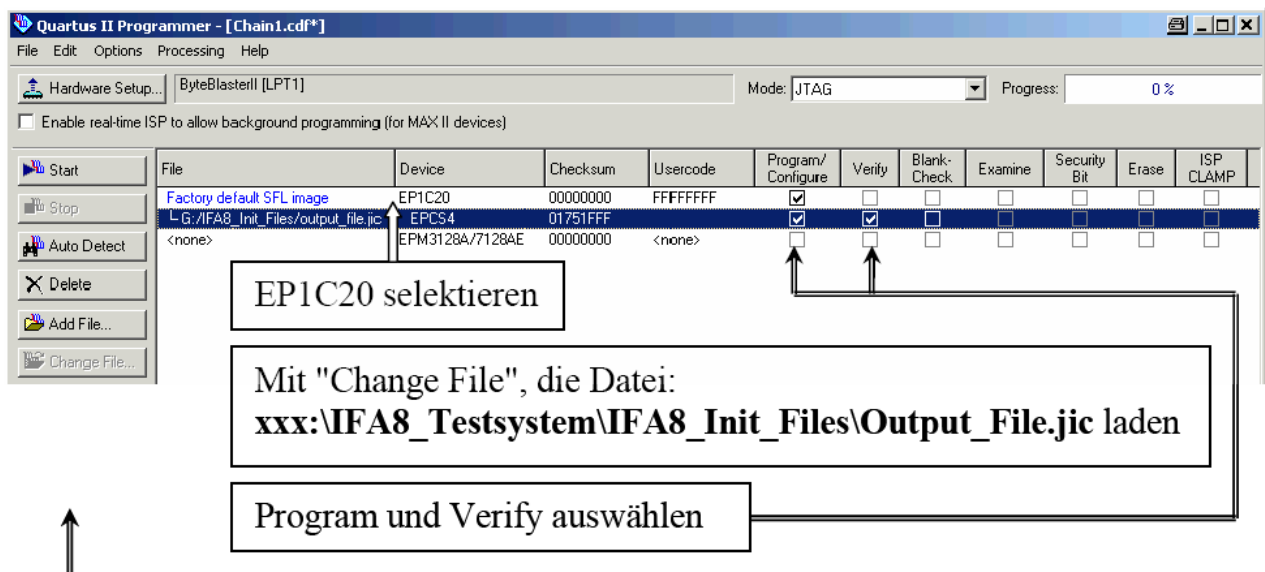 Quartus II Programmer - [Chain1.cdf*]
File Edit Options Processing Help
Hardware Setup... ByteBlasterII [LPT1] Mode: JTAG Progress: 0 %
Enable real-time ISP to allow background programming (for MAX II devices)
Start
Stop
Auto Detect
Delete
Add File...
Change File...
File Device Checksum Usercode Program/ Configure Verify Blank- Check Examine Security Bit Erase ISP CLAMP
Factory default SFL image EP1C20 00000000 FFFFFFFF
G:/IFA8_Init_Files/output_file.jic EPCS4 01751FFF
<none> EPM3128A/7128AE 00000000 <none>
EP1C20 selektieren
Mit "Change File", die Datei:
xxx:\IFA8_Testsystem\IFA8_Init_Files\Output_File.jic laden
Program und Verify auswählen